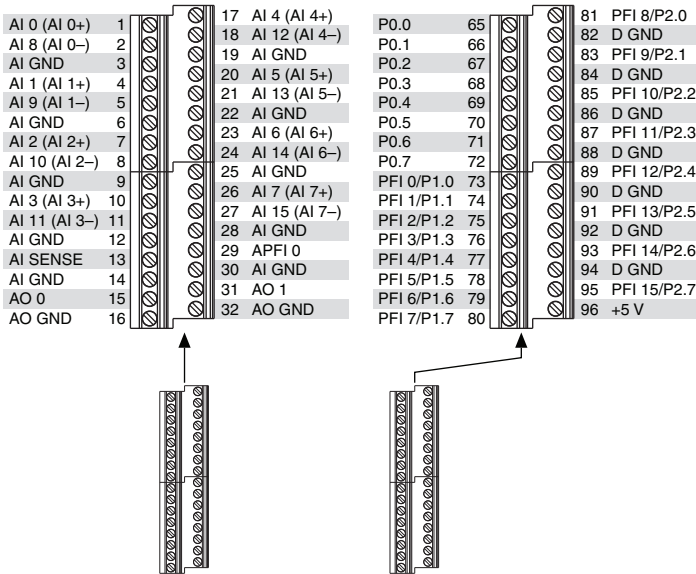 AI 0 (AI 0+) 1
AI 8 (AI 0–) 2
AI GND 3
AI 1 (AI 1+) 4
AI 9 (AI 1–) 5
AI GND 6
AI 2 (AI 2+) 7
AI 10 (AI 2–) 8
AI GND 9
AI 3 (AI 3+) 10
AI 11 (AI 3–) 11
AI GND 12
AI SENSE 13
AI GND 14
AO 0 15
AO GND 16
17 AI 4 (AI 4+)
18 AI 12 (AI 4–)
19 AI GND
20 AI 5 (AI 5+)
21 AI 13 (AI 5–)
22 AI GND
23 AI 6 (AI 6+)
24 AI 14 (AI 6–)
25 AI GND
26 AI 7 (AI 7+)
27 AI 15 (AI 7–)
28 AI GND
29 APFI 0
30 AI GND
31 AO 1
32 AO GND
P0.0 65
P0.1 66
P0.2 67
P0.3 68
P0.4 69
P0.5 70
P0.6 71
P0.7 72
PFI 0/P1.0 73
PFI 1/P1.1 74
PFI 2/P1.2 75
PFI 3/P1.3 76
PFI 4/P1.4 77
PFI 5/P1.5 78
PFI 6/P1.6 79
PFI 7/P1.7 80
81 PFI 8/P2.0
82 D GND
83 PFI 9/P2.1
84 D GND
85 PFI 10/P2.2
86 D GND
87 PFI 11/P2.3
88 D GND
89 PFI 12/P2.4
90 D GND
91 PFI 13/P2.5
92 D GND
93 PFI 14/P2.6
94 D GND
95 PFI 15/P2.7
96 +5 V